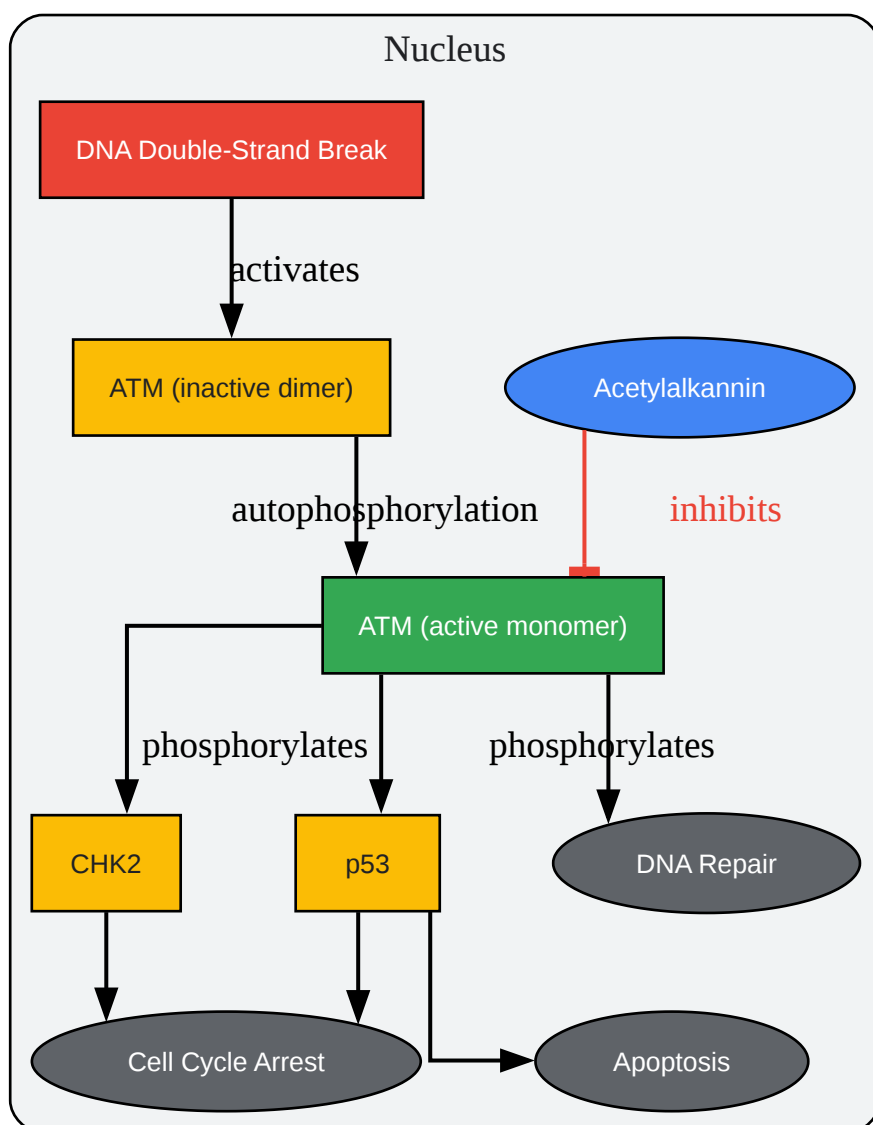 Nucleus
DNA Double-Strand Break
activates
ATM (inactive dimer)
Acetylalkannin
autophosphorylation
inhibits
ATM (active monomer)
phosphorylates
phosphorylates
CHK2
p53
DNA Repair
Cell Cycle Arrest
Apoptosis